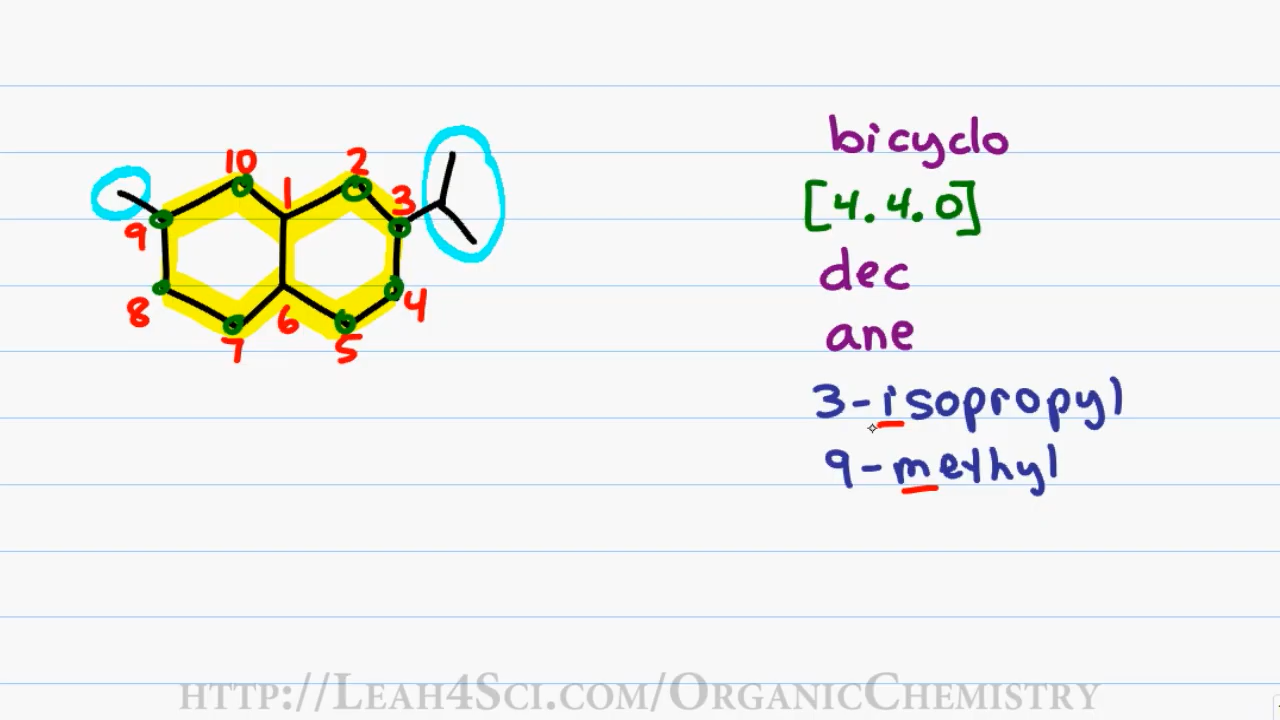 10
2
1
3
9
8
7
6
5
4
bicyclo
[4.4.0]
dec
ane
3-isopropyl
9-methyl
HTTP://LEAH4SCI.COM/ORGANICCHEMISTRY